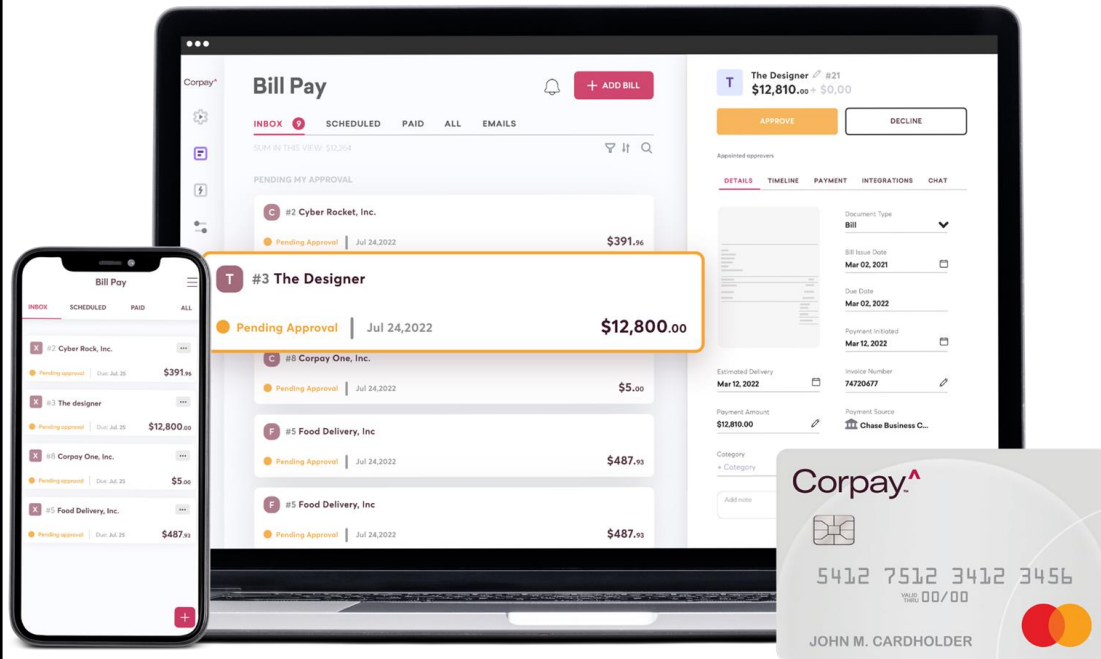 Corpay^
Bill Pay
+ ADD BILL
INBOX 9 SCHEDULED PAID ALL EMAILS
SUM IN THIS VIEW: $12,264
PENDING MY APPROVAL
C #2 Cyber Rocket, Inc.
Pending Approval | Jul 24,2022 $391.96
T #3 The Designer
Pending Approval | Jul 24,2022 $12,800.00
C #8 Corpay One, Inc.
Pending Approval | Jul 24,2022 $5.00
F #5 Food Delivery, Inc
Pending Approval | Jul 24,2022 $487.93
F #5 Food Delivery, Inc
Pending Approval | Jul 24,2022 $487.93
T The Designer #21
$12,810.00 + $0,00
APPROVE DECLINE
Appointed approvers
DETAILS TIMELINE PAYMENT INTEGRATIONS CHAT
Document Type
Bill
Bill Issue Date
Mar 02, 2021
Due Date
Mar 02, 2022
Payment Initiated
Mar 12, 2022
Estimated Delivery
Mar 12, 2022
Invoice Number
74720677
Payment Amount
$12,810.00
Payment Source
Chase Business C...
Category
+ Category
Add note
Bill Pay
INBOX SCHEDULED PAID ALL
X #2 Cyber Rock, Inc.
Pending approval | Due: Jul. 25 $391.96
X #3 The designer
Pending approval | Due: Jul. 25 $12,800.00
X #8 Corpay One, Inc.
Pending approval | Due: Jul. 25 $5.00
X #5 Food Delivery, Inc.
Pending approval | Due: Jul. 25 $487.93
+
Corpay^
5412 7512 3412 3456
VALID THRU 00/00
JOHN M. CARDHOLDER